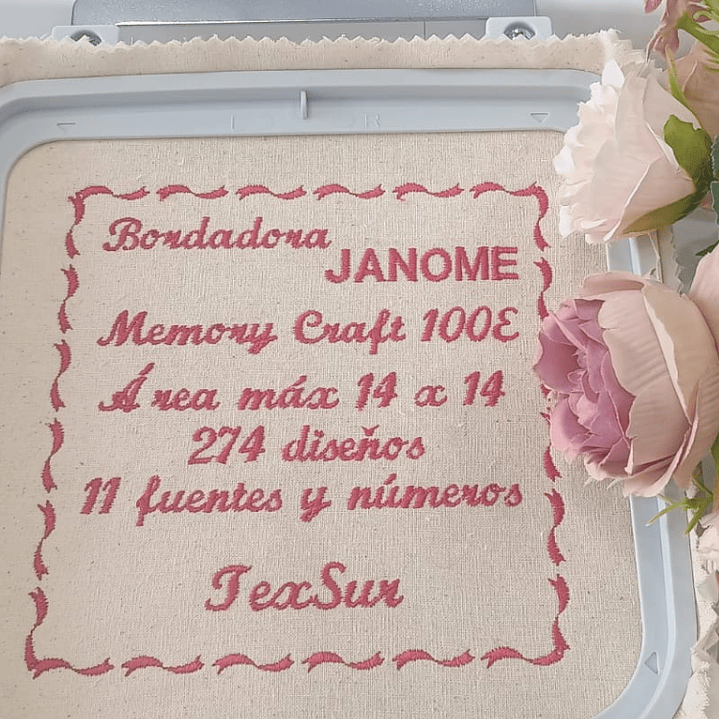 Bordadora
JANOME
Memory Craft 100E
Área máx 14 x 14
274 diseños
11 fuentes y números
TexSur